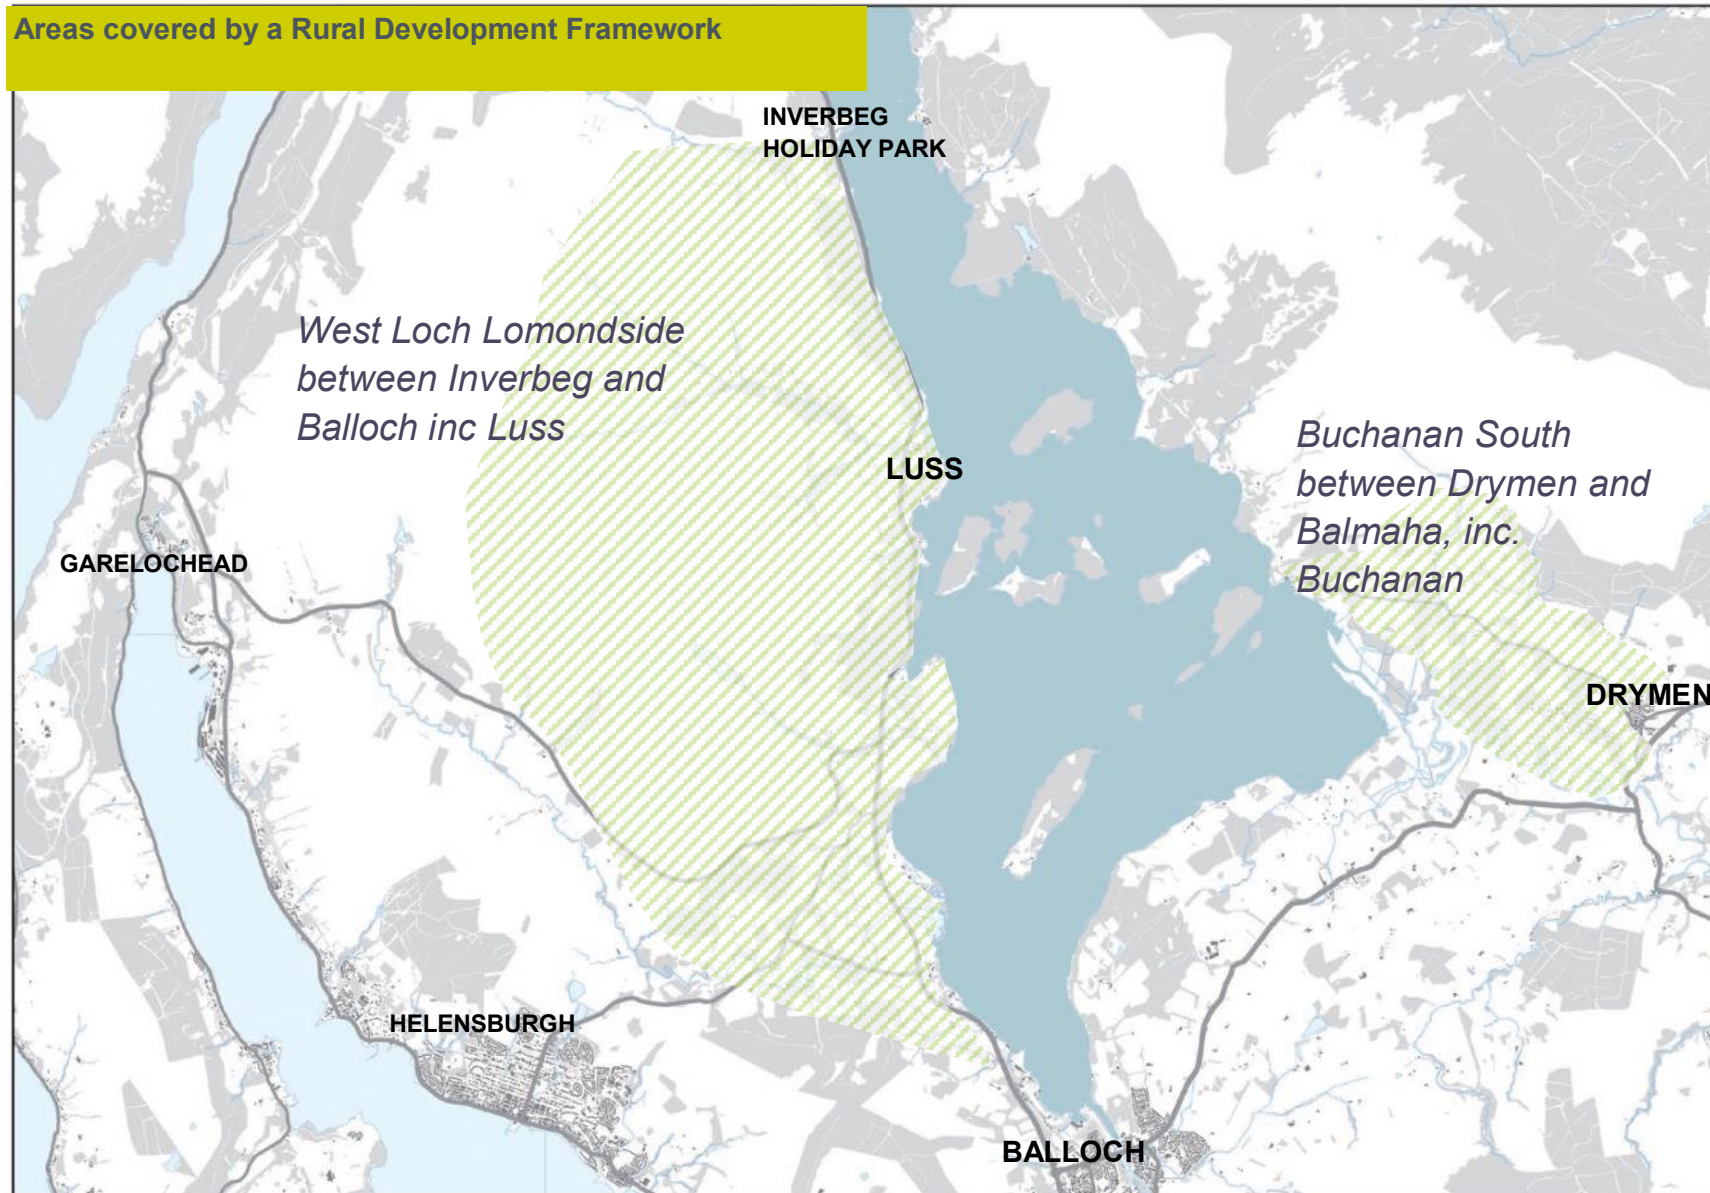 Areas covered by a Rural Development Framework
INVERBEG
HOLIDAY PARK
West Loch Lomondside
between Inverbeg and
Balloch inc Luss
LUSS
Buchanan South
between Drymen and
Balmaha, inc.
Buchanan
GARELOCHEAD
DRYMEN
HELENSBURGH
BALLOCH